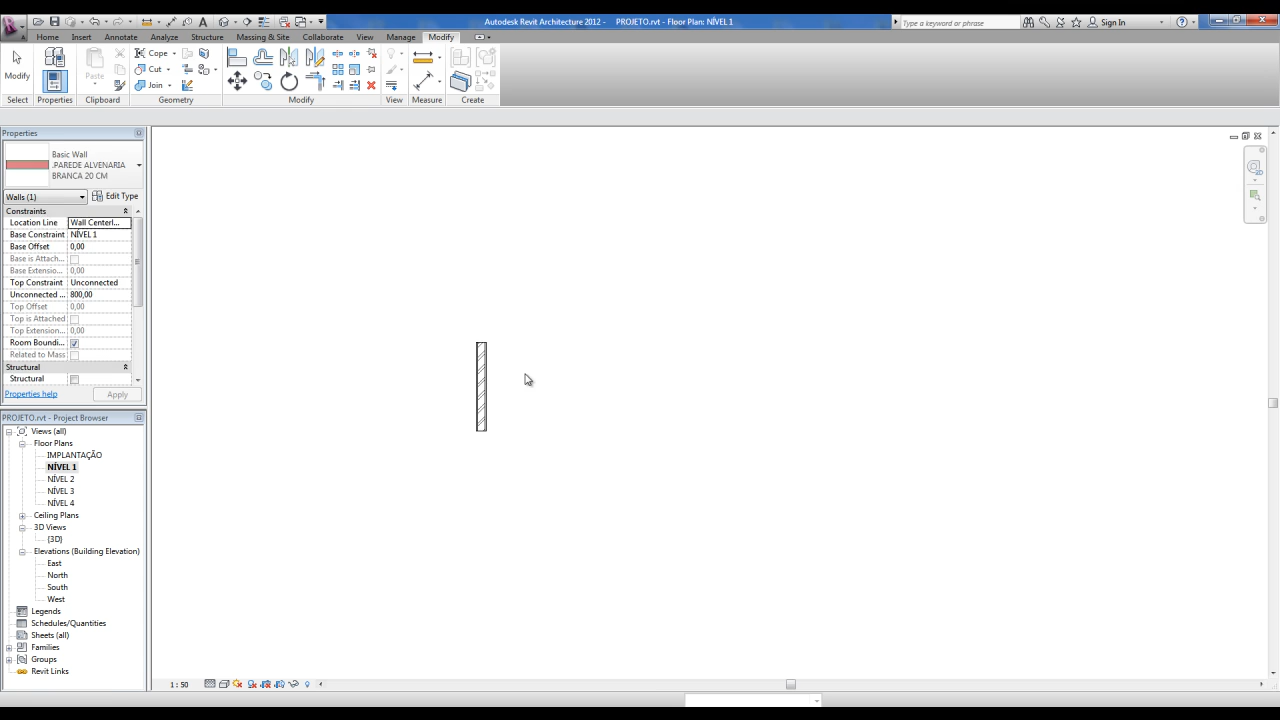 Autodesk Revit Architecture 2012 - PROJETO.rvt - Floor Plan: NÍVEL 1
Type a keyword or phrase
Sign In
Home Insert Annotate Analyze Structure Massing & Site Collaborate View Manage Modify
Cope
Cut
Join
Modify
Paste
Select Properties Clipboard Geometry Modify View Measure Create
Properties
Basic Wall
.PAREDE ALVENARIA
BRANCA 20 CM
Walls (1) Edit Type
Constraints
Location Line Wall Centerl...
Base Constraint NÍVEL 1
Base Offset 0,00
Base is Attach...
Base Extensio... 0,00
Top Constraint Unconnected
Unconnected ... 800,00
Top Offset 0,00
Top is Attached
Top Extension... 0,00
Room Boundi...
Related to Mass
Structural
Structural
Properties help Apply
PROJETO.rvt - Project Browser
Views (all)
Floor Plans
IMPLANTAÇÃO
NÍVEL 1
NÍVEL 2
NÍVEL 3
NÍVEL 4
Ceiling Plans
3D Views
{3D}
Elevations (Building Elevation)
East
North
South
West
Legends
Schedules/Quantities
Sheets (all)
Families
Groups
Revit Links
1 : 50
2D